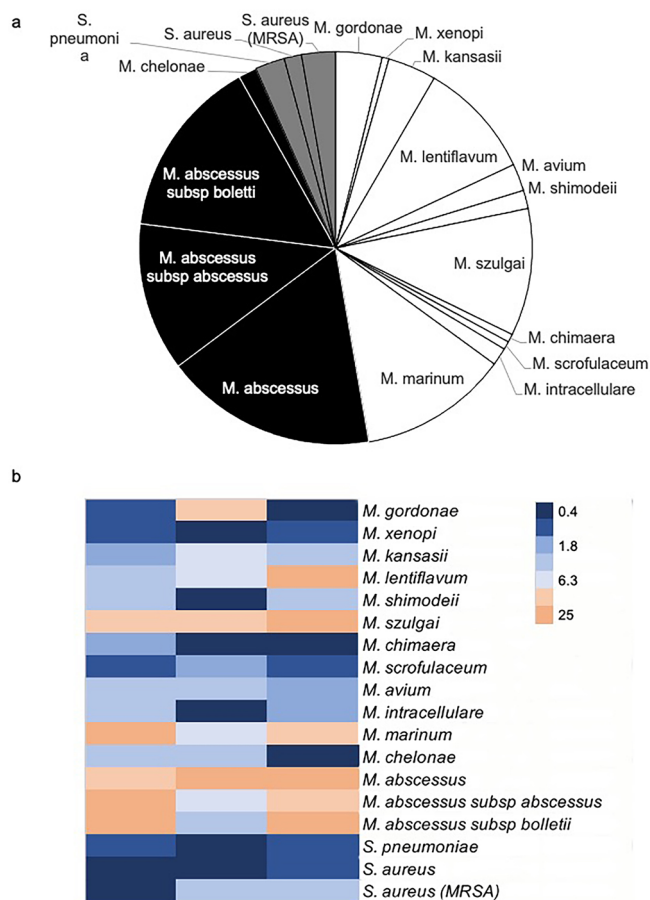 a
S.
pneumoni
a
S. aureus
S. aureus
(MRSA)
M. gordonae
M. xenopi
M. kansasii
M. chelonae
M. lentiflavum
M. avium
M. shimodeii
M. abscessus
subsp boletti
M. szulgai
M. abscessus
subsp abscessus
M. chimaera
M. scrofulaceum
M. intracellulare
M. marinum
M. abscessus
b
M. gordonae
M. xenopi
M. kansasii
M. lentiflavum
M. shimodeii
M. szulgai
M. chimaera
M. scrofulaceum
M. avium
M. intracellulare
M. marinum
M. chelonae
M. abscessus
M. abscessus subsp abscessus
M. abscessus subsp bolletii
S. pneumoniae
S. aureus
S. aureus (MRSA)
0.4
1.8
6.3
25